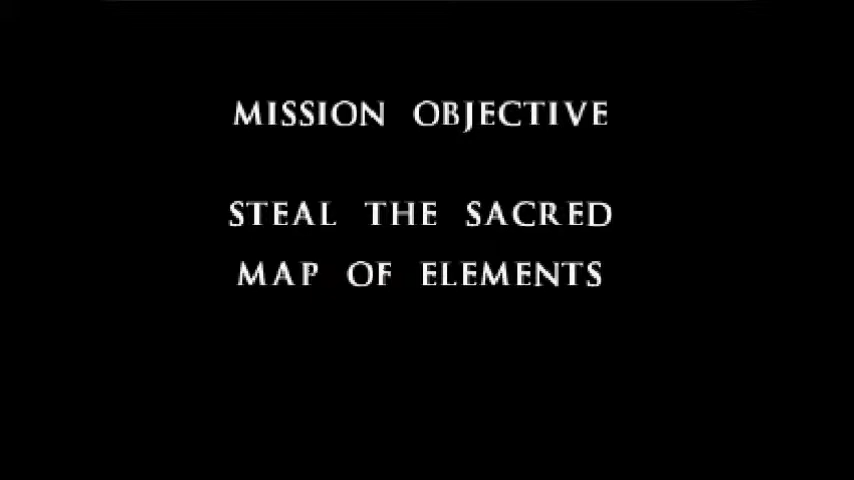 MISSION OBJECTIVE
STEAL THE SACRED
MAP OF ELEMENTS